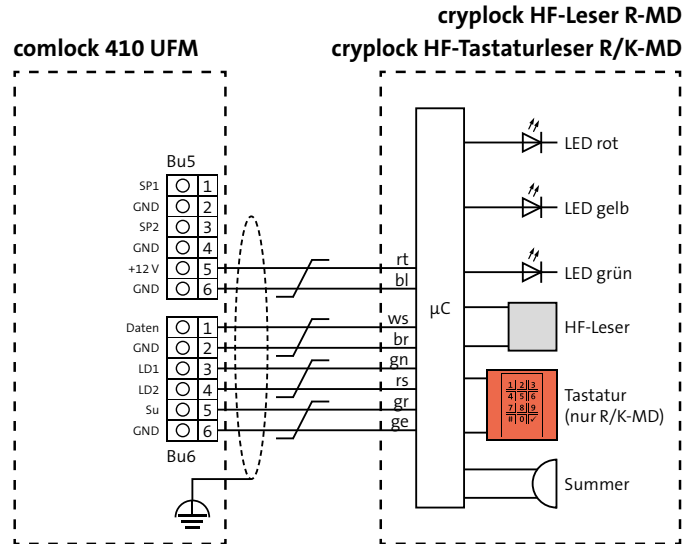 cryplock HF-Leser R-MD
comlock 410 UFM
cryplock HF-Tastaturleser R/K-MD
Bu5
SP1 1
GND 2
SP2 3
GND 4
+12 V 5
GND 6
Daten 1
GND 2
LD1 3
LD2 4
Su 5
GND 6
Bu6
rt
bl
ws
br
gn
rs
gr
ge
µC
LED rot
LED gelb
LED grün
HF-Leser
1 2 3
4 5 6
7 8 9
# 0 ✓
Tastatur
(nur R/K-MD)
Summer